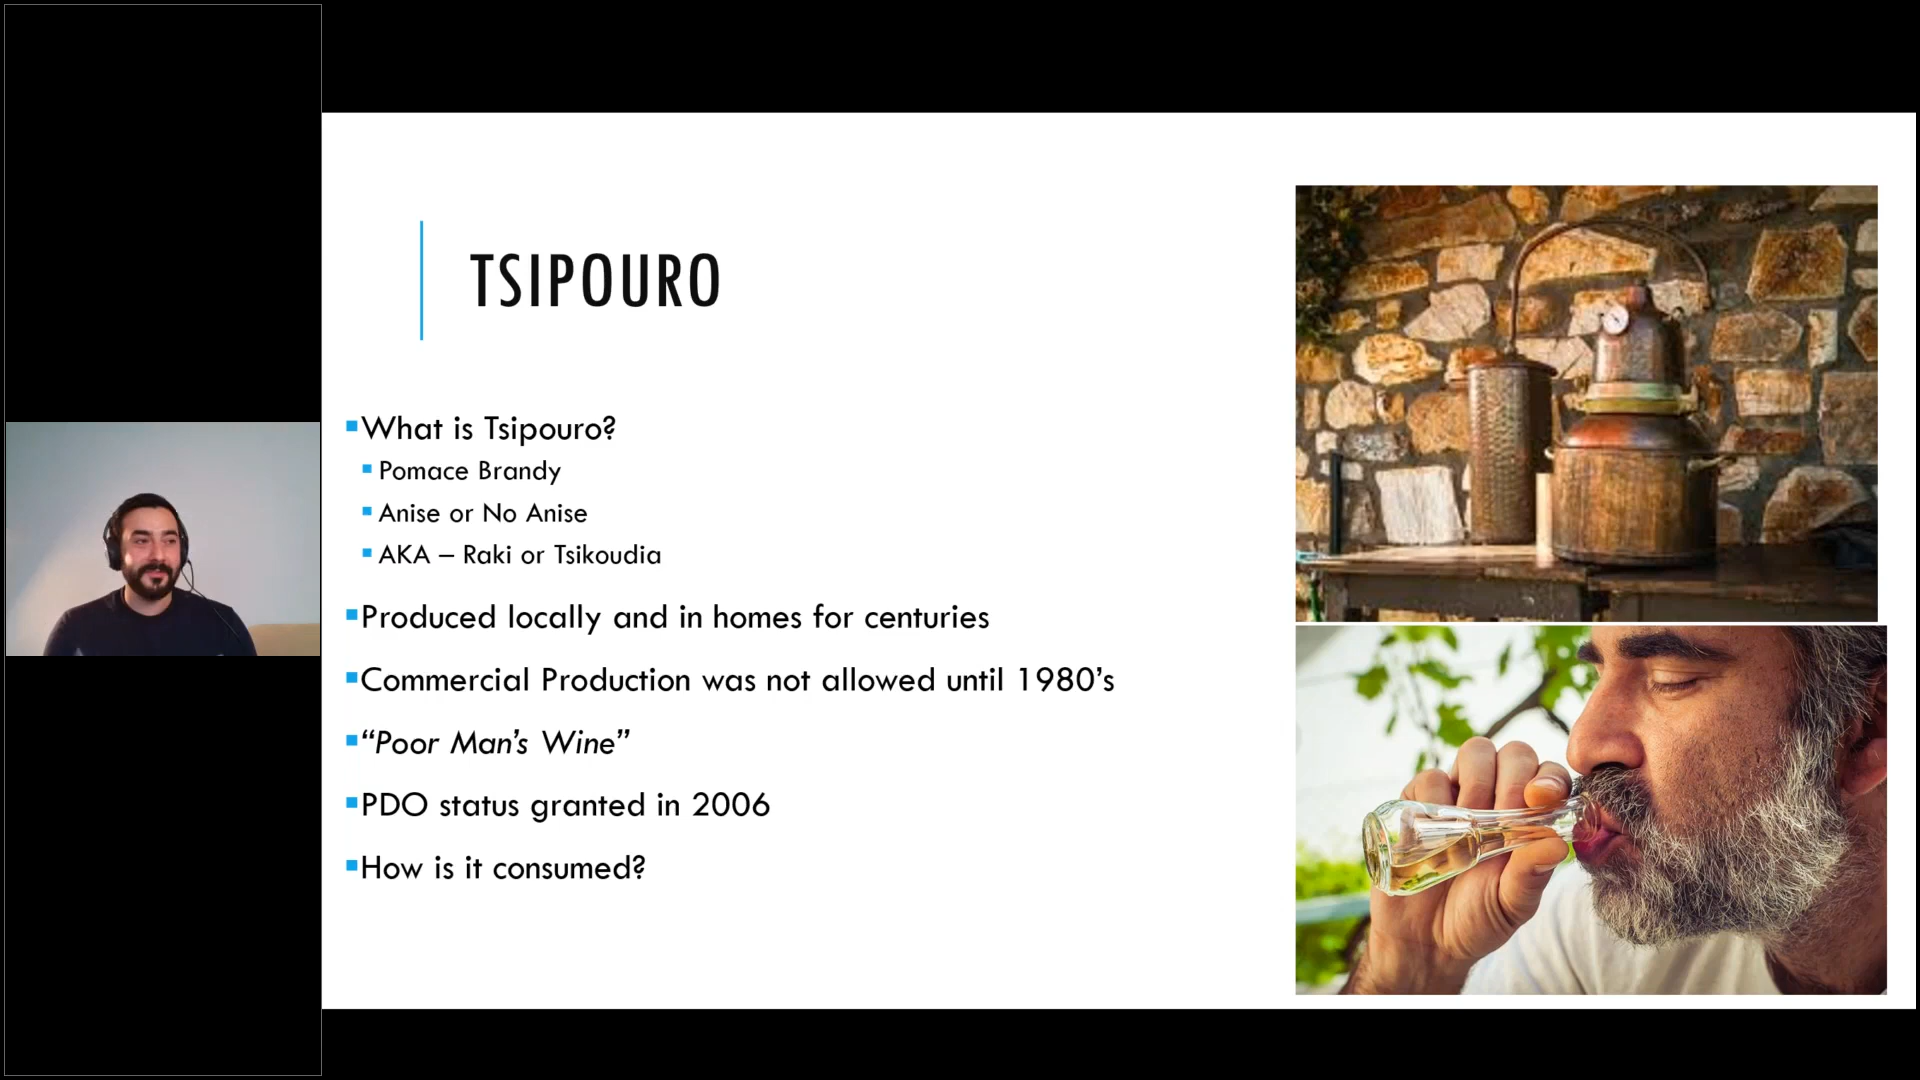 TSIPOURO
What is Tsipouro?
Pomace Brandy
Anise or No Anise
AKA – Raki or Tsikoudia
Produced locally and in homes for centuries
Commercial Production was not allowed until 1980’s
“Poor Man’s Wine”
PDO status granted in 2006
How is it consumed?